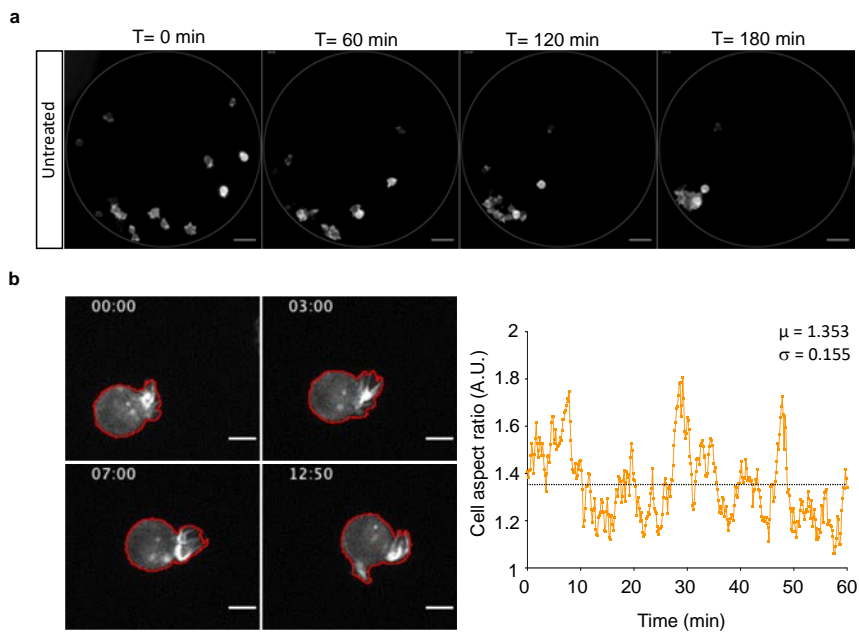 a
T= 0 min
T= 60 min
T= 120 min
T= 180 min
Untreated
b
00:00
03:00
07:00
12:50
μ = 1.353
σ = 0.155
Cell aspect ratio (A.U.)
2
1.8
1.6
1.4
1.2
1
0 10 20 30 40 50 60
Time (min)